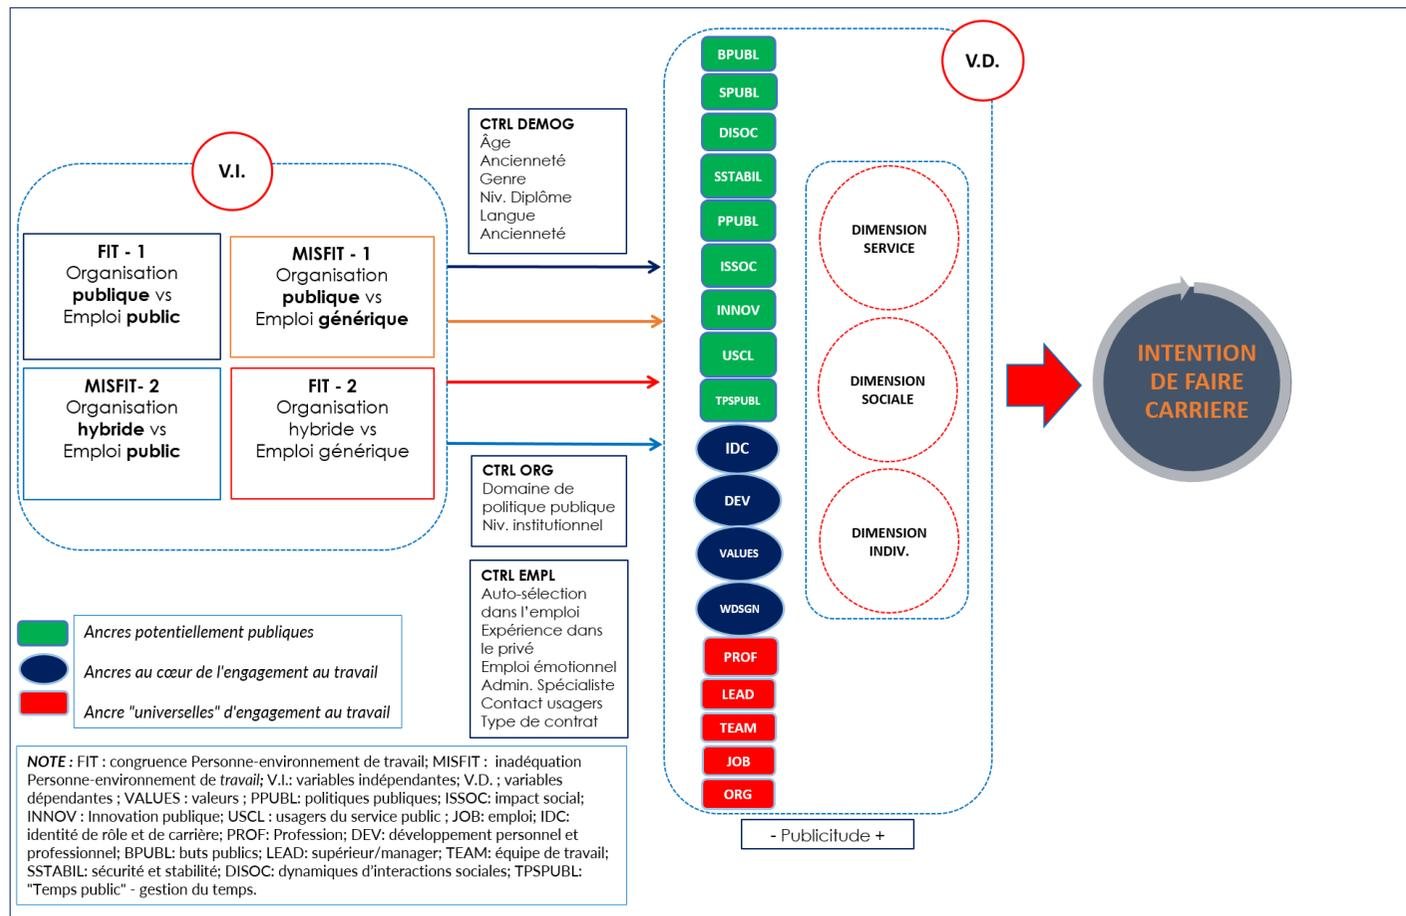 V.I.
FIT - 1
Organisation
publique vs
Emploi public
MISFIT - 1
Organisation
publique vs
Emploi générique
MISFIT- 2
Organisation
hybride vs
Emploi public
FIT - 2
Organisation
hybride vs
Emploi générique
CTRL DEMOG
Âge
Ancienneté
Genre
Niv. Diplôme
Langue
Ancienneté
CTRL ORG
Domaine de
politique publique
Niv. institutionnel
CTRL EMPL
Auto-sélection
dans l'emploi
Expérience dans
le privé
Emploi émotionnel
Admin. Spécialiste
Contact usagers
Type de contrat
V.D.
BPUBL
SPUBL
DISOC
SSTABIL
PPUBL
ISSOC
INNOV
USCL
TPSPUBL
IDC
DEV
VALUES
WDSGN
PROF
LEAD
TEAM
JOB
ORG
DIMENSION
SERVICE
DIMENSION
SOCIALE
DIMENSION
INDIV.
- Publicitude +
INTENTION
DE FAIRE
CARRIERE
Ancres potentiellement publiques
Ancres au cœur de l'engagement au travail
Ancre "universelles" d'engagement au travail
NOTE : FIT : congruence Personne-environnement de travail; MISFIT : inadéquation
Personne-environnement de travail; V.I.: variables indépendantes; V.D. ; variables
dépendantes ; VALUES : valeurs ; PPUBL: politiques publiques; ISSOC: impact social;
INNOV : Innovation publique; USCL : usagers du service public ; JOB: emploi; IDC:
identité de rôle et de carrière; PROF: Profession; DEV: développement personnel et
professionnel; BPUBL: buts publics; LEAD: supérieur/manager; TEAM: équipe de travail;
SSTABIL: sécurité et stabilité; DISOC: dynamiques d'interactions sociales; TPSPUBL:
"Temps public" - gestion du temps.